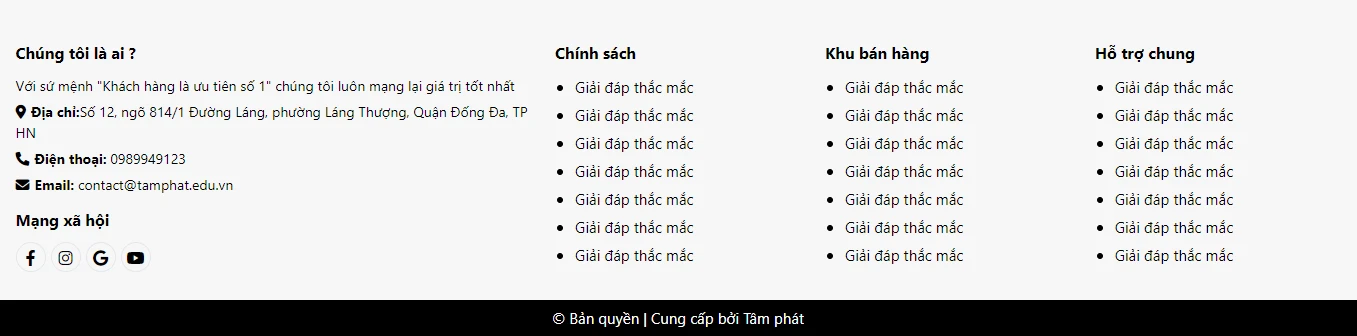 Chúng tôi là ai ?
Với sứ mệnh "Khách hàng là ưu tiên số 1" chúng tôi luôn mạng lại giá trị tốt nhất
Địa chỉ:Số 12, ngõ 814/1 Đường Láng, phường Láng Thượng, Quận Đống Đa, TP
HN
Điện thoại: 0989949123
Email: contact@tamphat.edu.vn
Mạng xã hội
Chính sách
Giải đáp thắc mắc
Giải đáp thắc mắc
Giải đáp thắc mắc
Giải đáp thắc mắc
Giải đáp thắc mắc
Giải đáp thắc mắc
Giải đáp thắc mắc
Khu bán hàng
Giải đáp thắc mắc
Giải đáp thắc mắc
Giải đáp thắc mắc
Giải đáp thắc mắc
Giải đáp thắc mắc
Giải đáp thắc mắc
Giải đáp thắc mắc
Hỗ trợ chung
Giải đáp thắc mắc
Giải đáp thắc mắc
Giải đáp thắc mắc
Giải đáp thắc mắc
Giải đáp thắc mắc
Giải đáp thắc mắc
Giải đáp thắc mắc
© Bản quyền | Cung cấp bởi Tâm phát